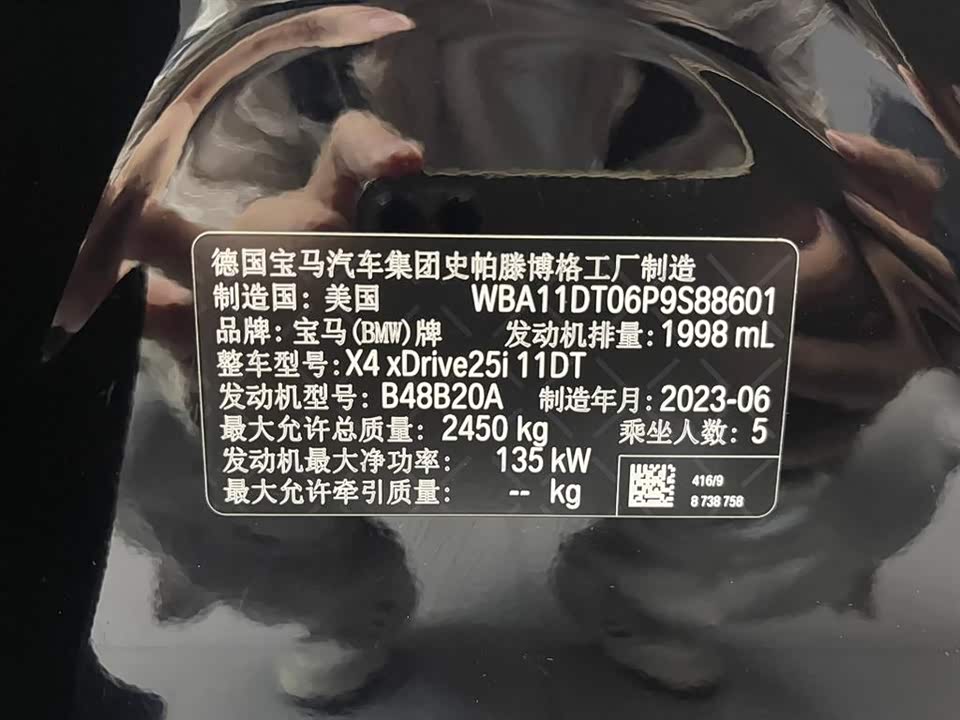 德国宝马汽车集团史帕滕博格工厂制造
制造国：美国 WBA11DT06P9S88601
品牌：宝马(BMW)牌 发动机排量：1998 mL
整车型号：X4 xDrive25i 11DT
发动机型号：B48B20A 制造年月：2023-06
最大允许总质量：2450 kg 乘坐人数：5
发动机最大净功率：135 kW
最大允许牵引质量：-- kg
416/9
8 738 758